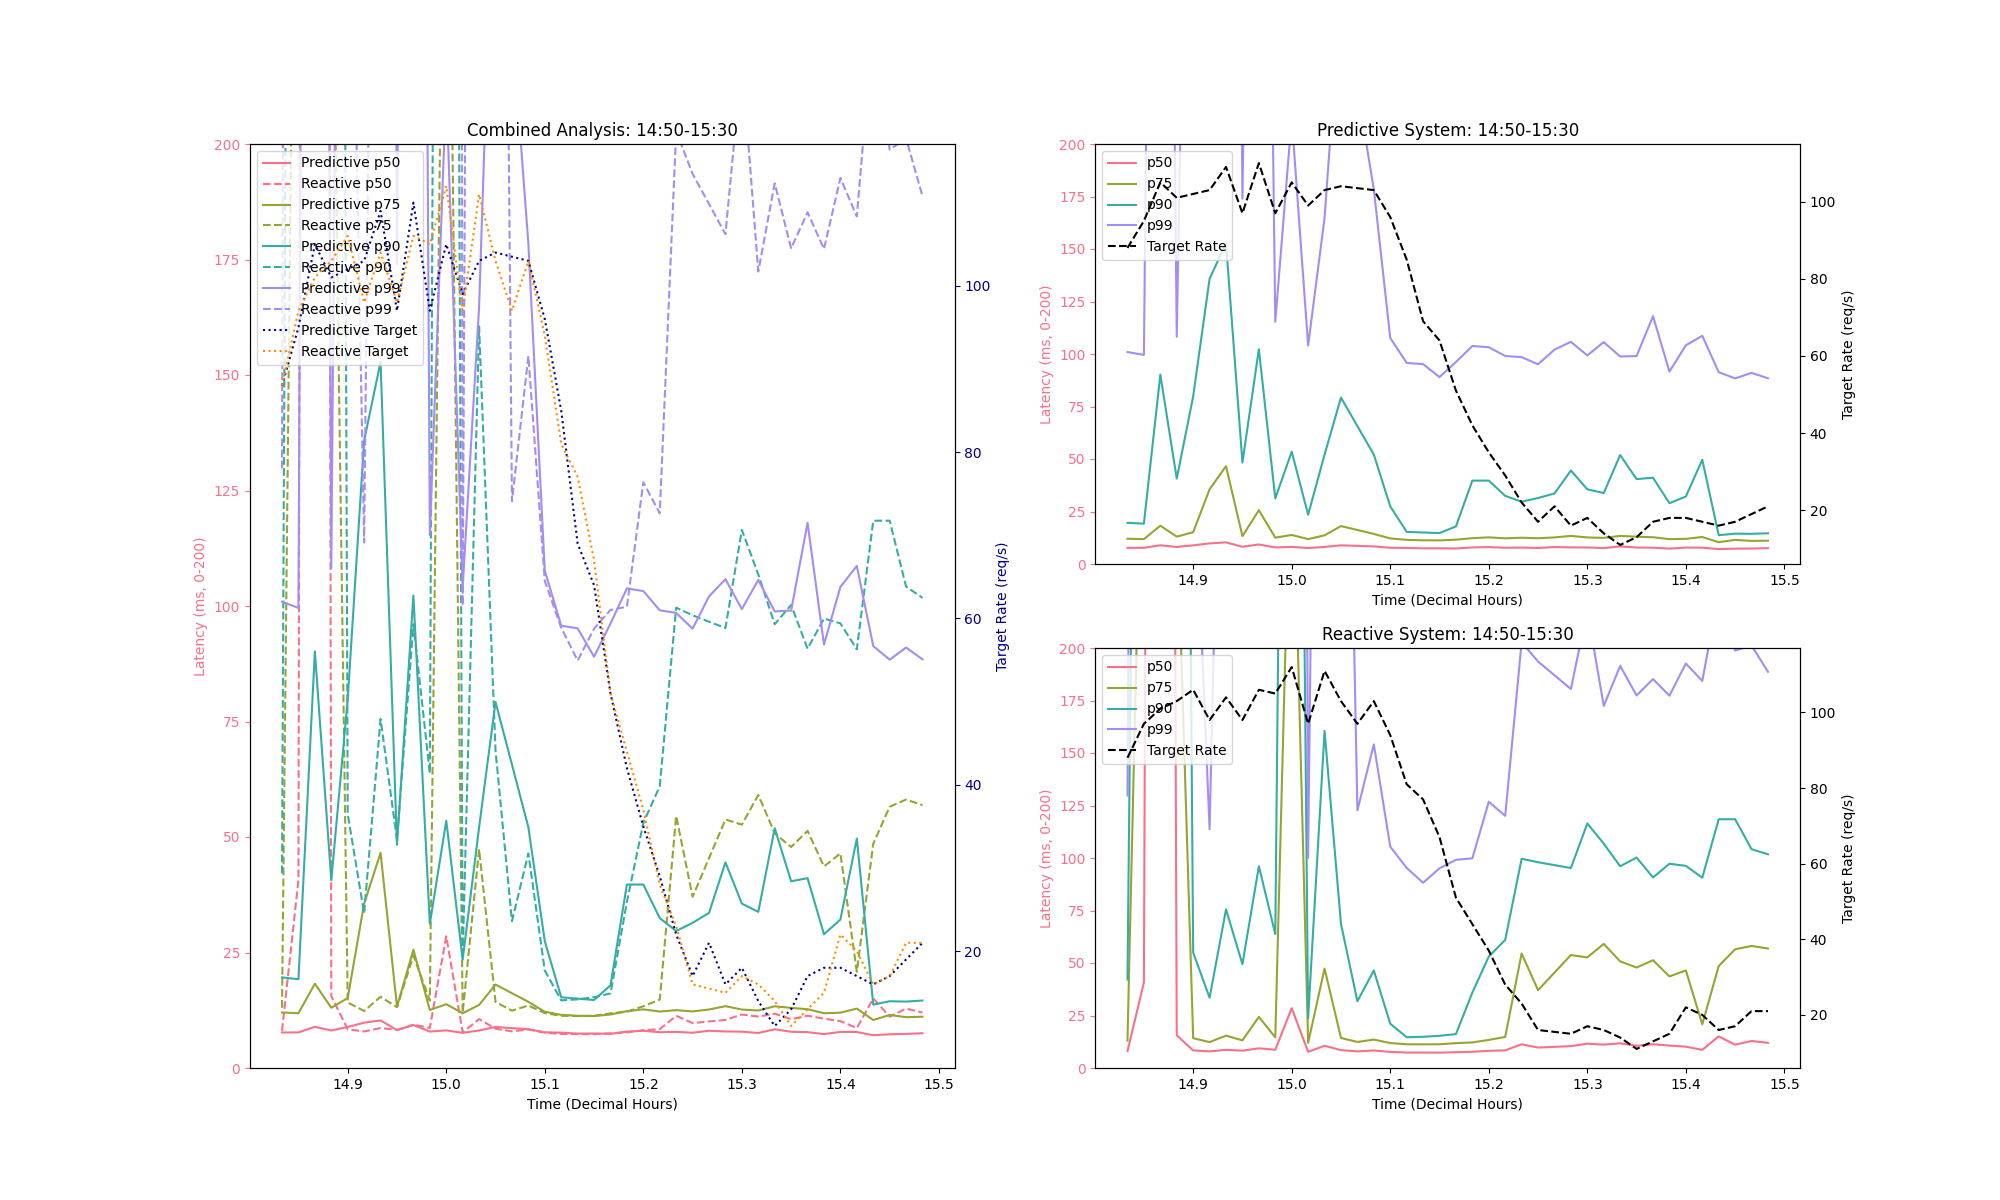 Combined Analysis: 14:50-15:30
200
175
150
125
100
75
50
25
0
Latency (ms, 0-200)
Predictive p50
Reactive p50
Predictive p75
Reactive p75
Predictive p90
Reactive p90
Predictive p99
Reactive p99
Predictive Target
Reactive Target
100
80
60
40
20
Target Rate (req/s)
14.9 15.0 15.1 15.2 15.3 15.4 15.5
Time (Decimal Hours)
Predictive System: 14:50-15:30
200
175
150
125
100
75
50
25
0
Latency (ms, 0-200)
p50
p75
p90
p99
Target Rate
100
80
60
40
20
Target Rate (req/s)
14.9 15.0 15.1 15.2 15.3 15.4 15.5
Time (Decimal Hours)
Reactive System: 14:50-15:30
200
175
150
125
100
75
50
25
0
Latency (ms, 0-200)
p50
p75
p90
p99
Target Rate
100
80
60
40
20
Target Rate (req/s)
14.9 15.0 15.1 15.2 15.3 15.4 15.5
Time (Decimal Hours)